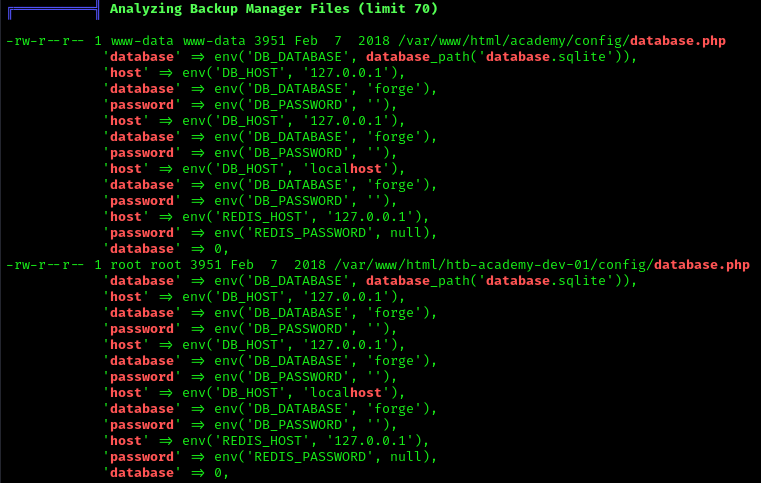 Analyzing Backup Manager Files (limit 70)
-rw-r--r-- 1 www-data www-data 3951 Feb  7  2018 /var/www/html/academy/config/database.php
'database' => env('DB_DATABASE', database_path('database.sqlite')),
'host' => env('DB_HOST', '127.0.0.1'),
'database' => env('DB_DATABASE', 'forge'),
'password' => env('DB_PASSWORD', ''),
'host' => env('DB_HOST', '127.0.0.1'),
'database' => env('DB_DATABASE', 'forge'),
'password' => env('DB_PASSWORD', ''),
'host' => env('DB_HOST', 'localhost'),
'database' => env('DB_DATABASE', 'forge'),
'password' => env('DB_PASSWORD', ''),
'host' => env('REDIS_HOST', '127.0.0.1'),
'password' => env('REDIS_PASSWORD', null),
'database' => 0,
-rw-r--r-- 1 root root 3951 Feb  7  2018 /var/www/html/htb-academy-dev-01/config/database.php
'database' => env('DB_DATABASE', database_path('database.sqlite')),
'host' => env('DB_HOST', '127.0.0.1'),
'database' => env('DB_DATABASE', 'forge'),
'password' => env('DB_PASSWORD', ''),
'host' => env('DB_HOST', '127.0.0.1'),
'database' => env('DB_DATABASE', 'forge'),
'password' => env('DB_PASSWORD', ''),
'host' => env('DB_HOST', 'localhost'),
'database' => env('DB_DATABASE', 'forge'),
'password' => env('DB_PASSWORD', ''),
'host' => env('REDIS_HOST', '127.0.0.1'),
'password' => env('REDIS_PASSWORD', null),
'database' => 0,